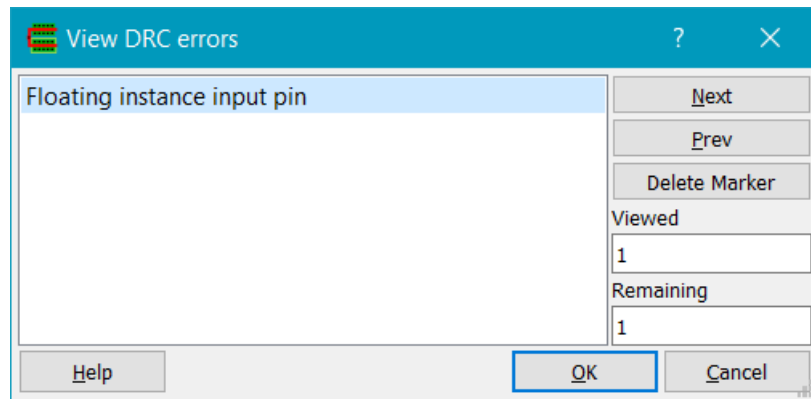 View DRC errors
?
Floating instance input pin
Next
Prev
Delete Marker
Viewed
1
Remaining
1
Help
OK
Cancel